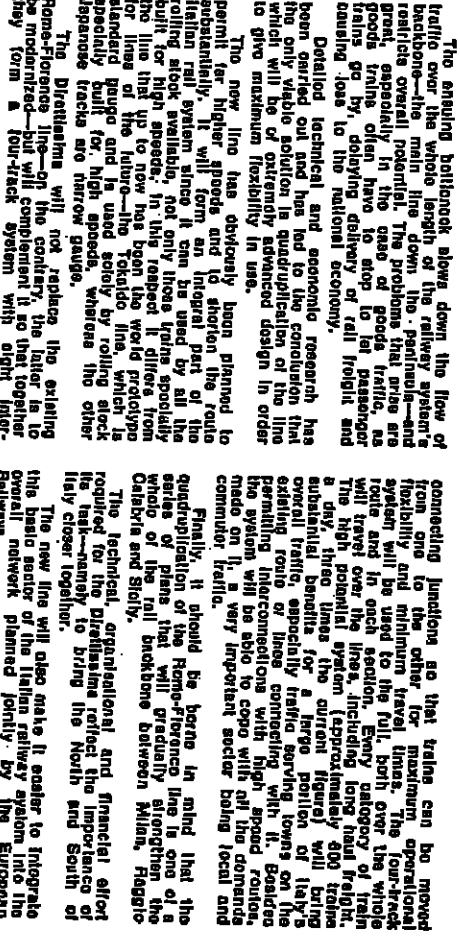 The ensuing bottleneck slows down the flow of
traffic over the whole length of the railway system's
backbone—the main line down the peninsula—and
restricts overall potential. The problems that arise are
great, especially in the case of goods traffic, as
goods trains often have to stop to let passenger
trains go by, delaying delivery of rail freight and
causing loss to the national economy.
Detailed technical and economic research has
been carried out and has led to the conclusion that
the only viable solution is quadruplication of the line
which will be of extremely advanced design in order
to give maximum flexibility in use.
The new line has obviously been planned to
permit far higher speeds and to shorten the route
substantially. It will form an integral part of the
Italian rail system since it can be used by all the
rolling stock available, not only those trains specially
built for high speeds. In this respect it differs from
the line that up to now has been the world prototype
for lines of the future—the Tokaido line, which is
standard gauge and is used solely by rolling stock
specially built for high speeds, whereas the other
Japanese tracks are narrow gauge.
The Direttissima will not replace the existing
Rome-Florence line—on the contrary, the latter is to
be modernized—but will complement it so that together
they form a four-track system with eight inter-
connecting junctions so that trains can be moved
from one to the other for maximum operational
flexibility and minimum travel times. The four-track
system will be used to the full, both over the whole
route and in each section. Every category of train
will travel over the lines, including long haul freight.
The high potential system (approximately 600 trains
a day, three times the current figure) will bring
substantial benefits for a large portion of Italy's
overall traffic, especially traffic serving towns on the
existing route or lines connecting with it. Besides
permitting interconnections with high speed routes,
the system will be able to cope with all the demands
made on it, a very important sector being local and
commuter traffic.
Finally, it should be borne in mind that the
quadruplication of the Rome-Florence line is one of a
series of plans that will gradually strengthen the
whole of the rail backbone between Milan, Reggio
Calabria and Sicily.
The technical, organisational and financial effort
required for the Direttissima reflect the importance of
its task—namely to bring the North and South of
Italy closer together.
The new line will also make it easier to integrate
this basic sector of the Italian railway system into the
overall network planned jointly by the European
Railways